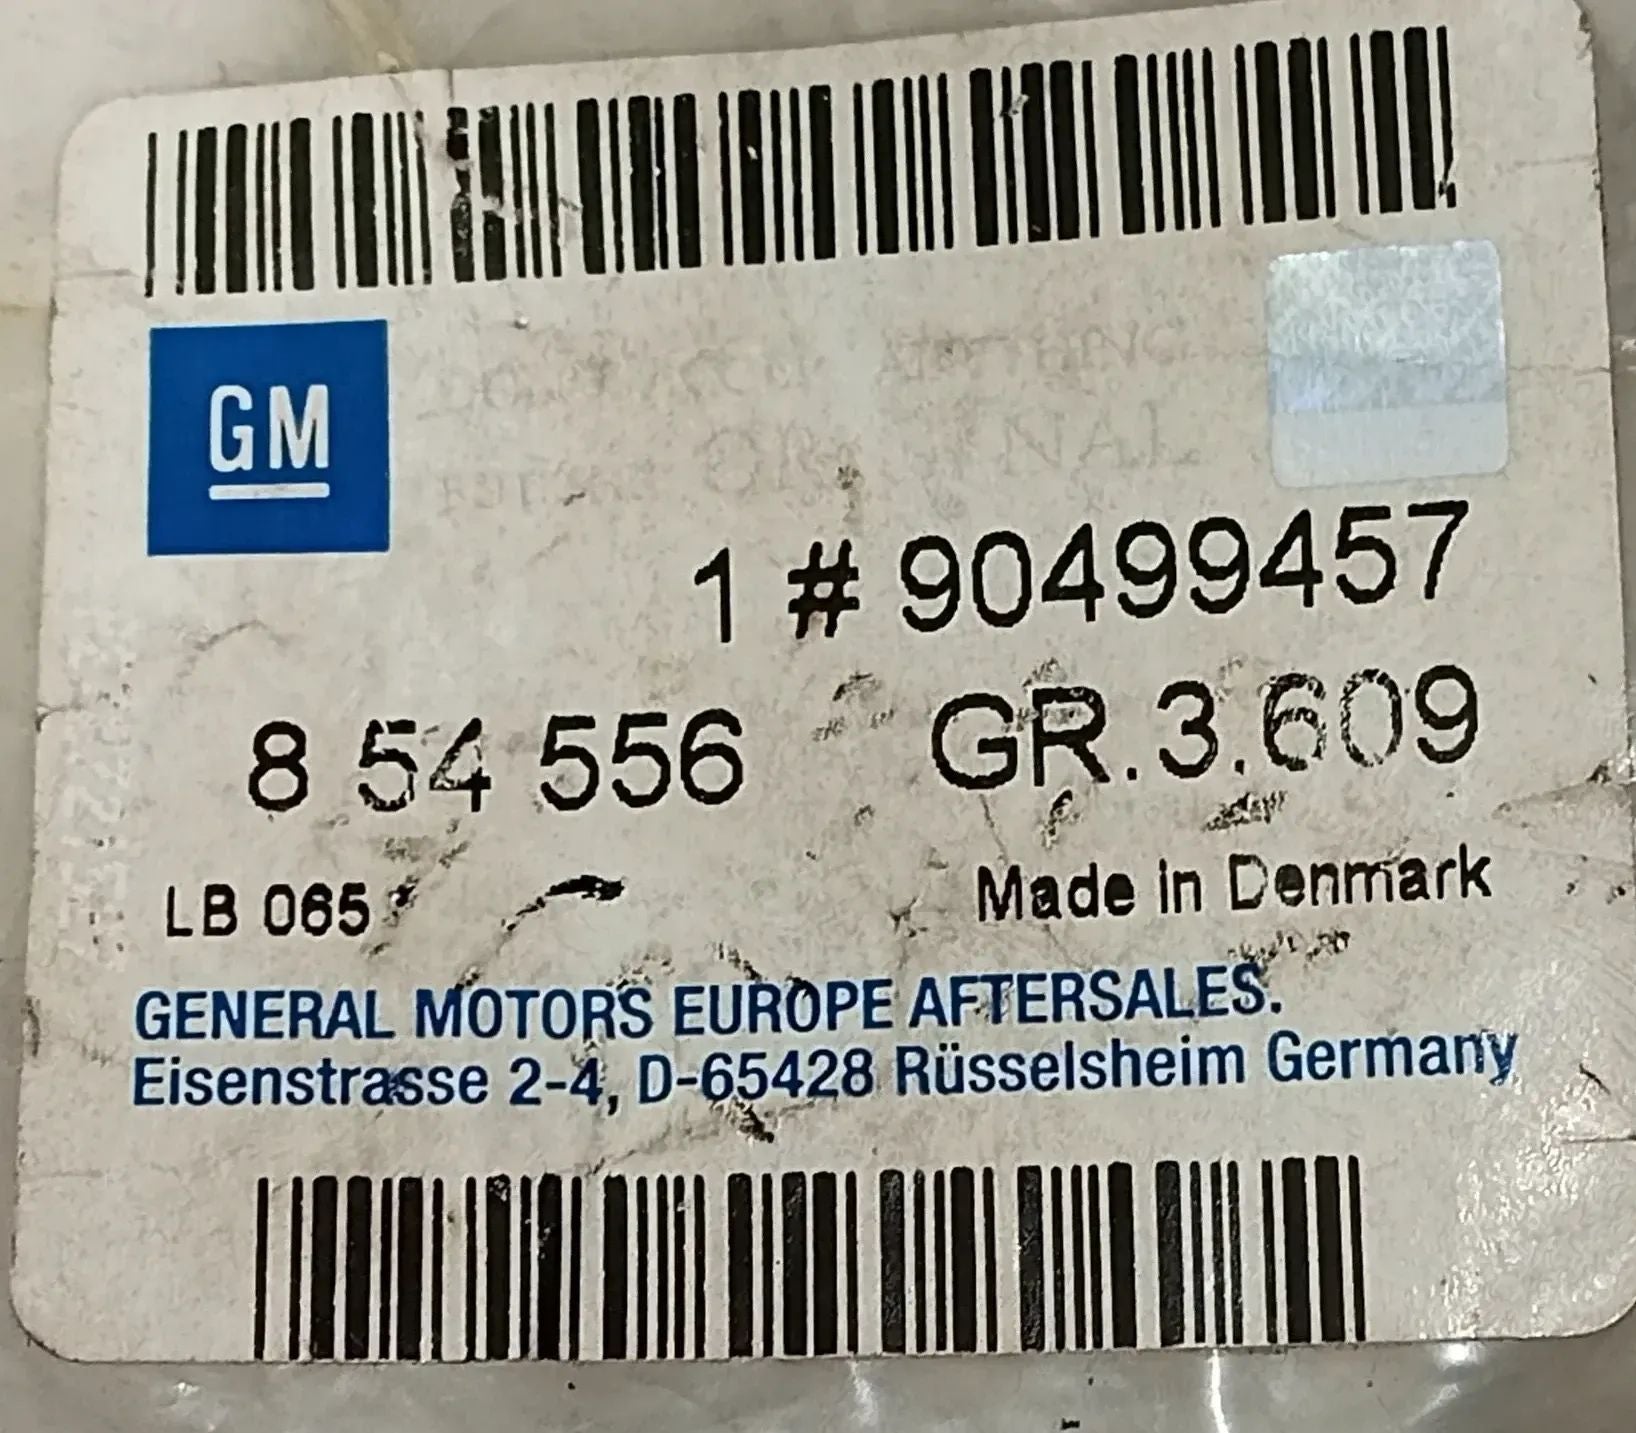 GM
1 # 90499457
8 54 556 GR.3.609
LB 065
Made in Denmark
GENERAL MOTORS EUROPE AFTERSALES.
Eisenstrasse 2-4, D-65428 Rüsselsheim Germany